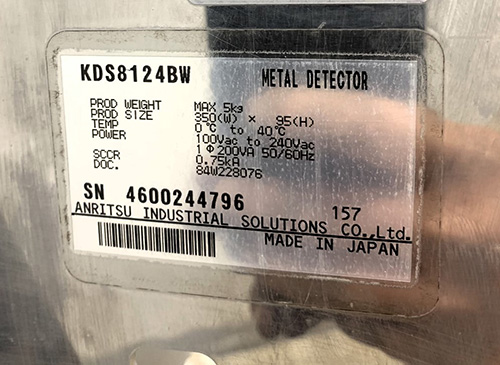 KDS8124BW METAL DETECTOR
PROD WEIGHT MAX 5kg
PROD SIZE 350(W) × 95(H)
TEMP 0℃ to 40℃
POWER 100Vac to 240Vac
1Φ200VA 50/60Hz
SCCR 0.75kA
DOC. 84W228076
SN 4600244796 157
ANRITSU INDUSTRIAL SOLUTIONS CO.,Ltd.
MADE IN JAPAN